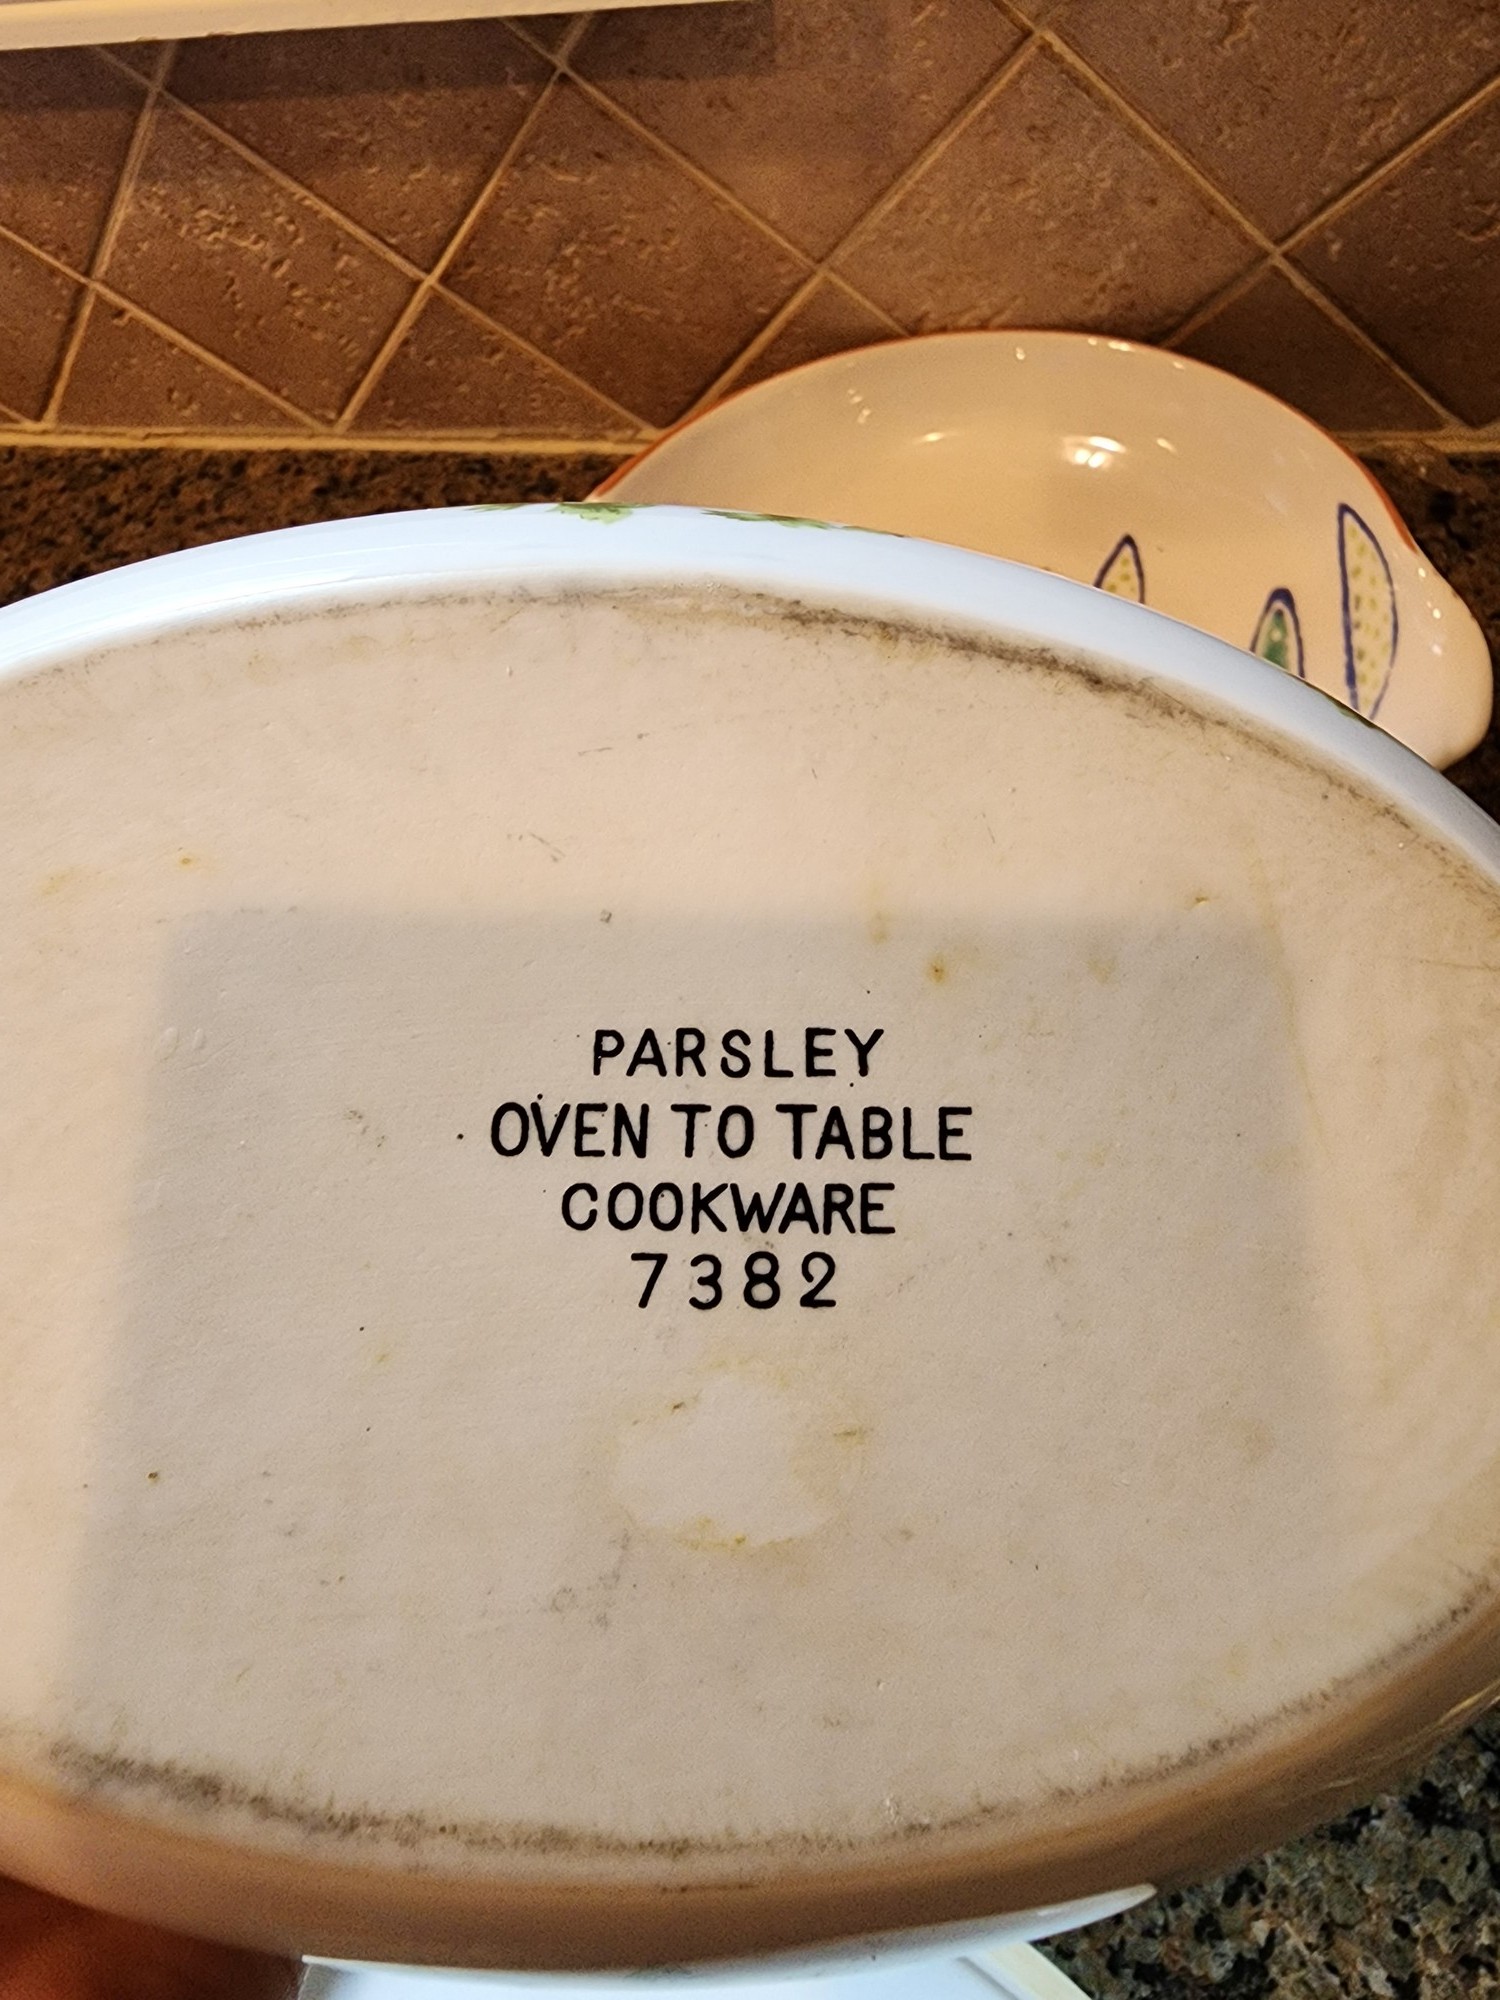 PARSLEY
OVEN TO TABLE
COOKWARE
7382